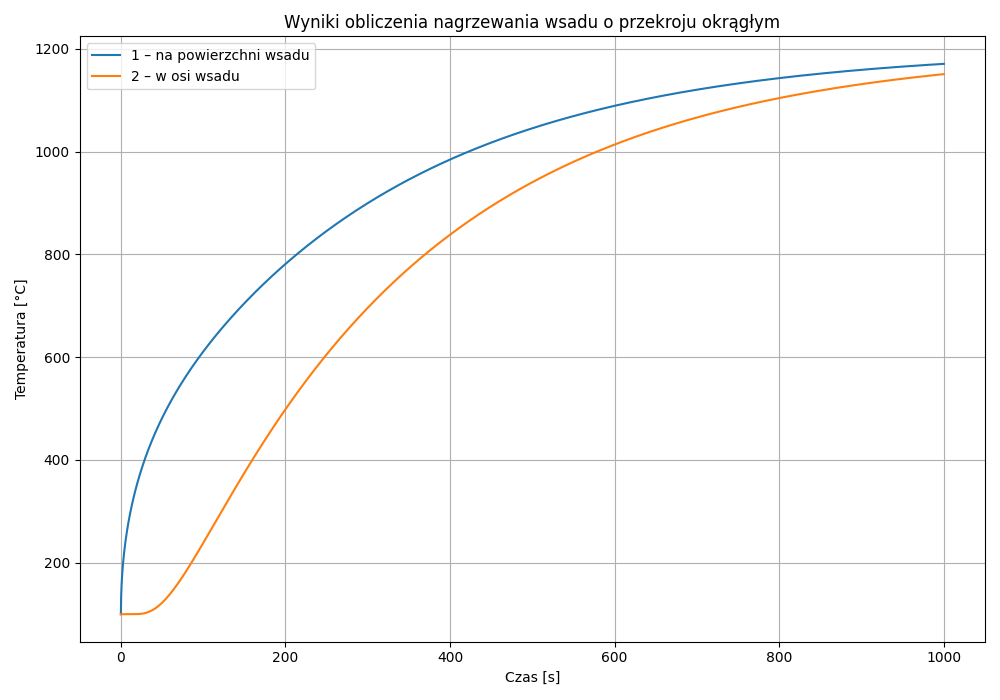 Wyniki obliczenia nagrzewania wsadu o przekroju okrągłym
1 – na powierzchni wsadu
2 – w osi wsadu
1200
1000
800
600
400
200
Temperatura [°C]
0 200 400 600 800 1000
Czas [s]